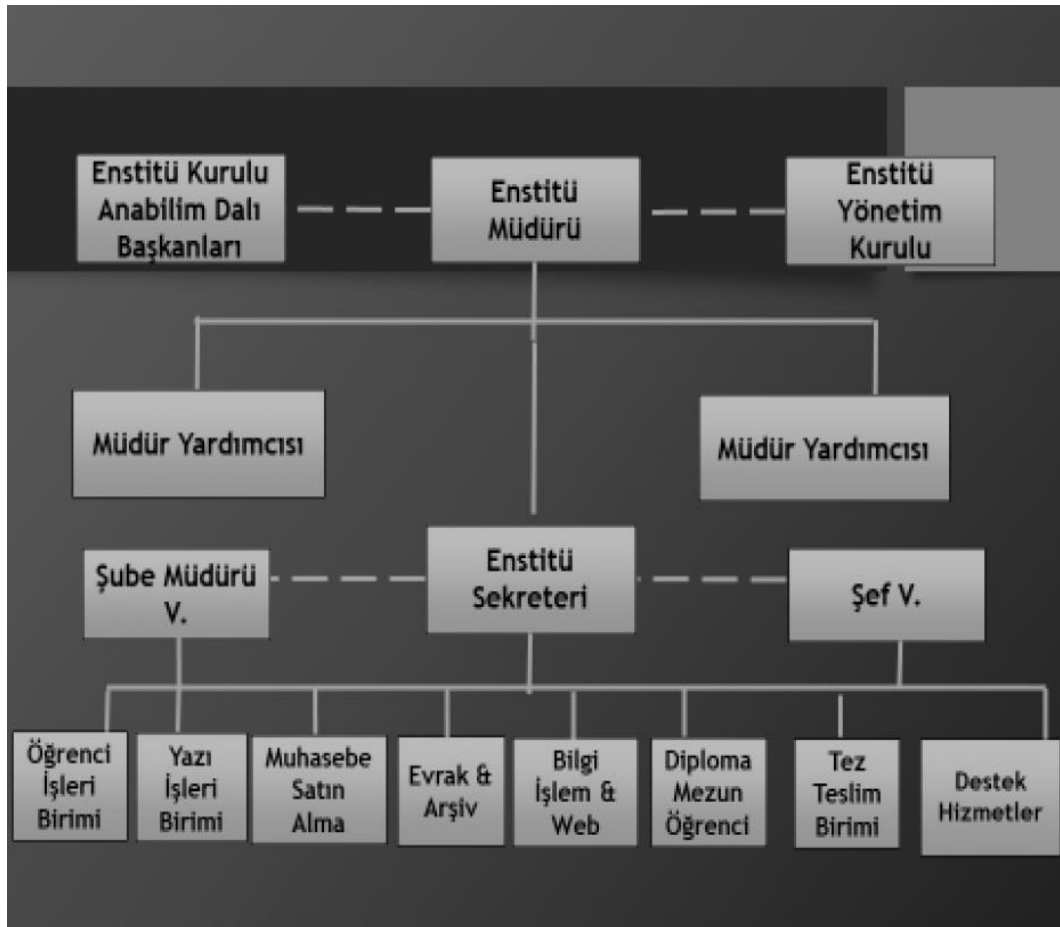 Enstitü Kurulu
Anabilim Dalı
Başkanları
Enstitü
Müdürü
Enstitü
Yönetim
Kurulu
Müdür Yardımcısı
Müdür Yardımcısı
Şube Müdürü
V.
Enstitü
Sekreteri
Şef V.
Öğrenci
İşleri
Birimi
Yazı
İşleri
Birimi
Muhasebe
Satın
Alma
Evrak &
Arşiv
Bilgi
İşlem &
Web
Diploma
Mezun
Öğrenci
Tez
Teslim
Birimi
Destek
Hizmetler